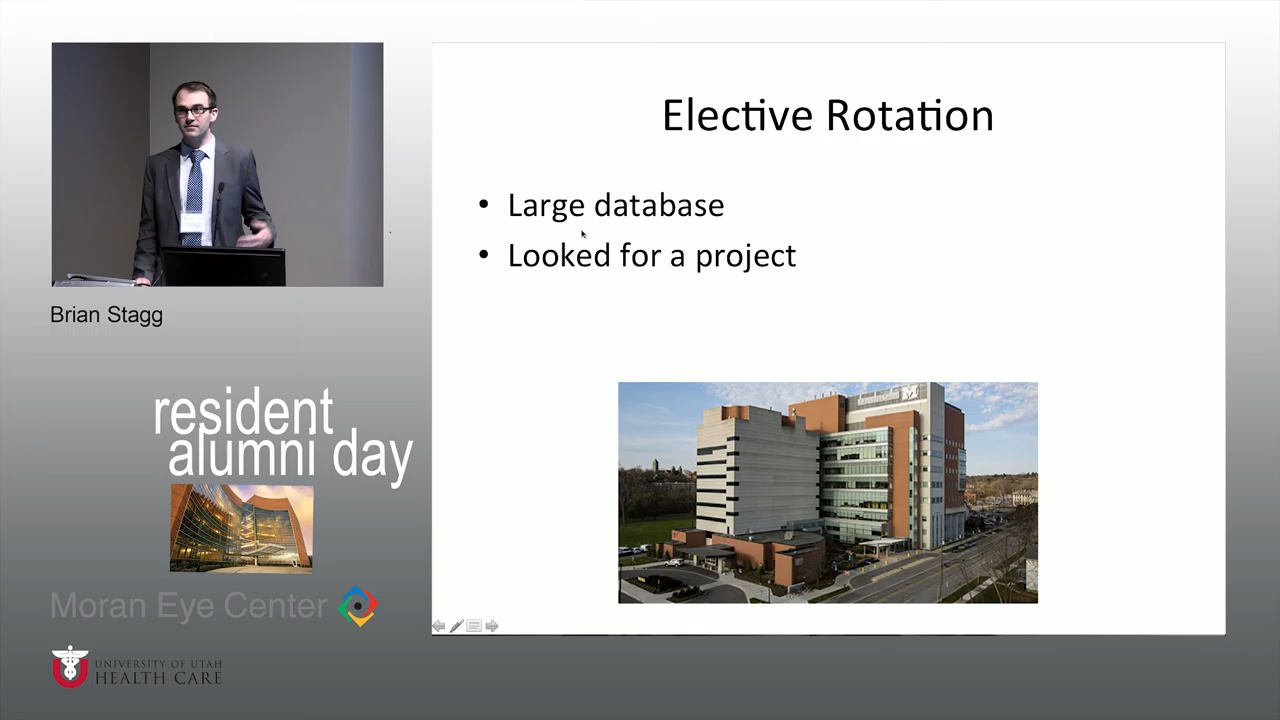 Elective Rotation
• Large database
• Looked for a project
Brian Stagg
resident
alumni day
Moran Eye Center
UNIVERSITY OF UTAH
HEALTH CARE
M
U